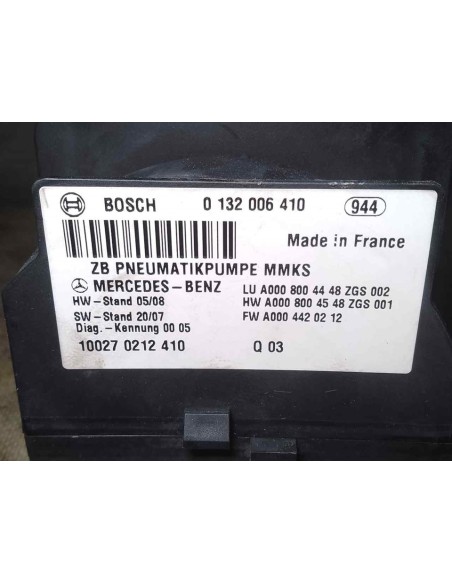 BOSCH 0 132 006 410 944
Made in France
ZB PNEUMATIKPUMPE MMKS
MERCEDES-BENZ LU A000 800 44 48 ZGS 002
HW-Stand 05/08 HW A000 800 45 48 ZGS 001
SW-Stand 20/07 FW A000 442 02 12
Diag.-Kennung 00 05
10027 0212 410 Q 03